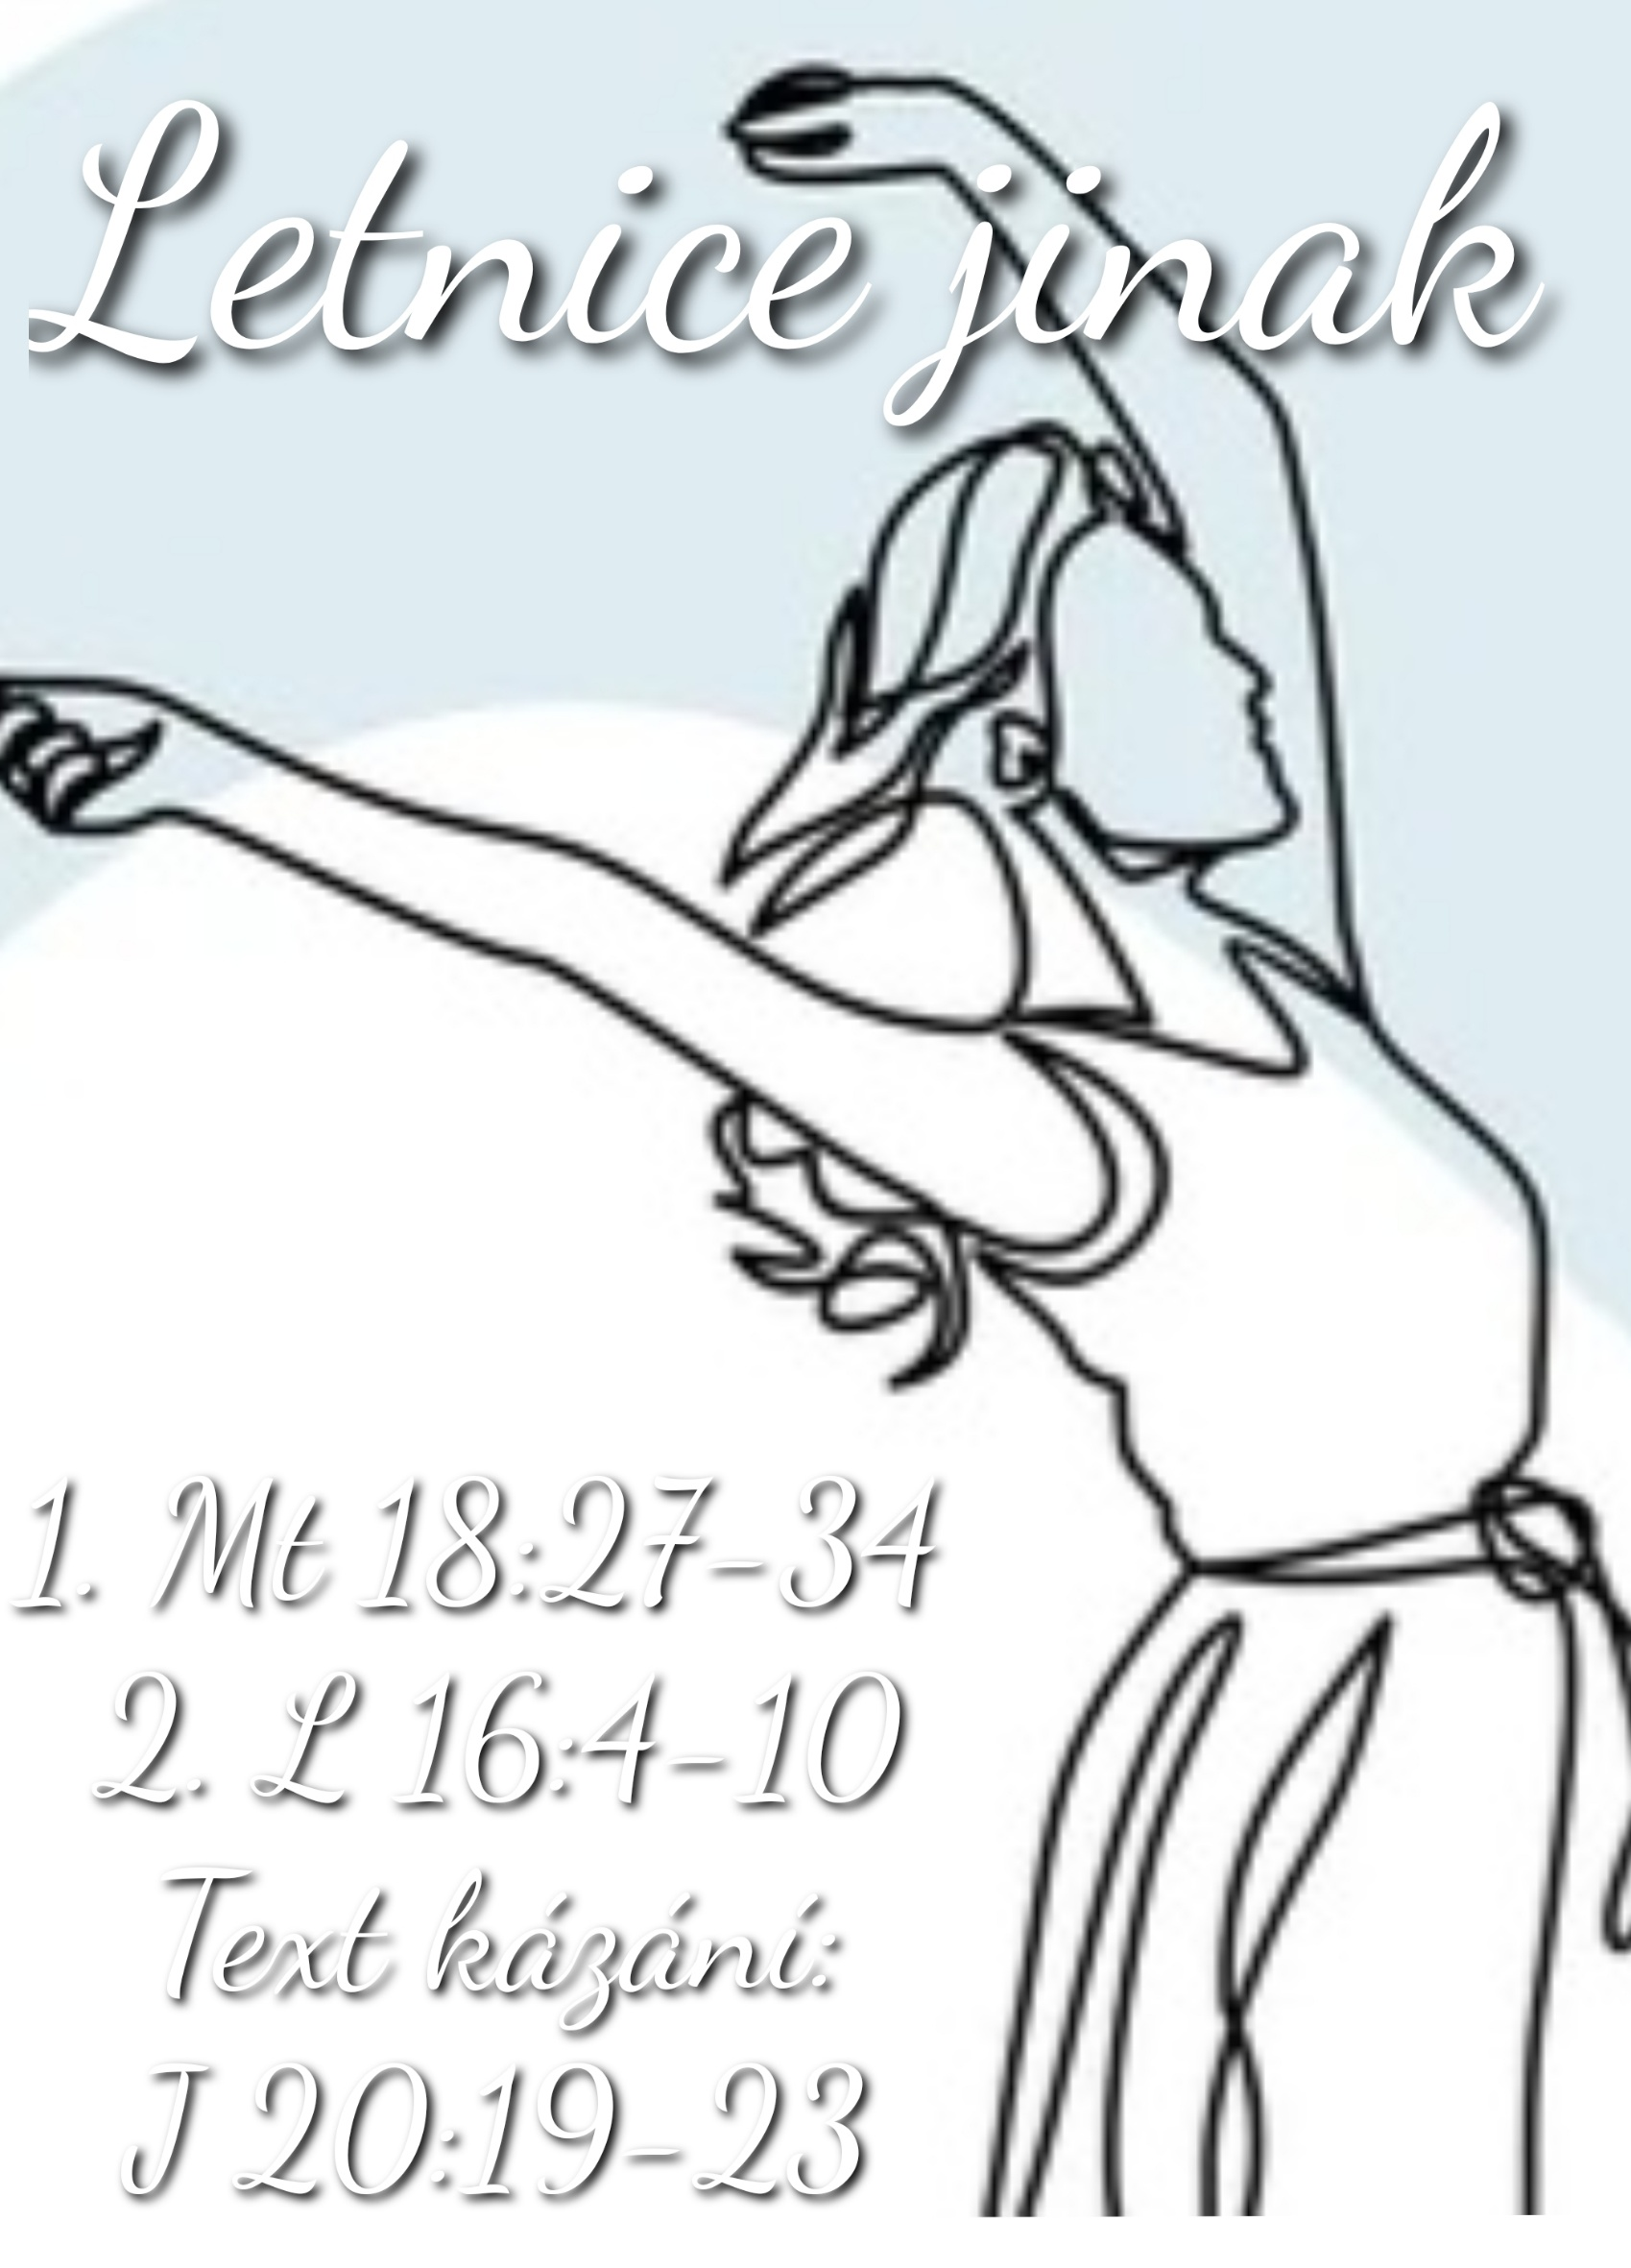 Letnice jinak
1. Mt 18:27-34
2. L 16:4-10
Text kázání:
J 20:19-23